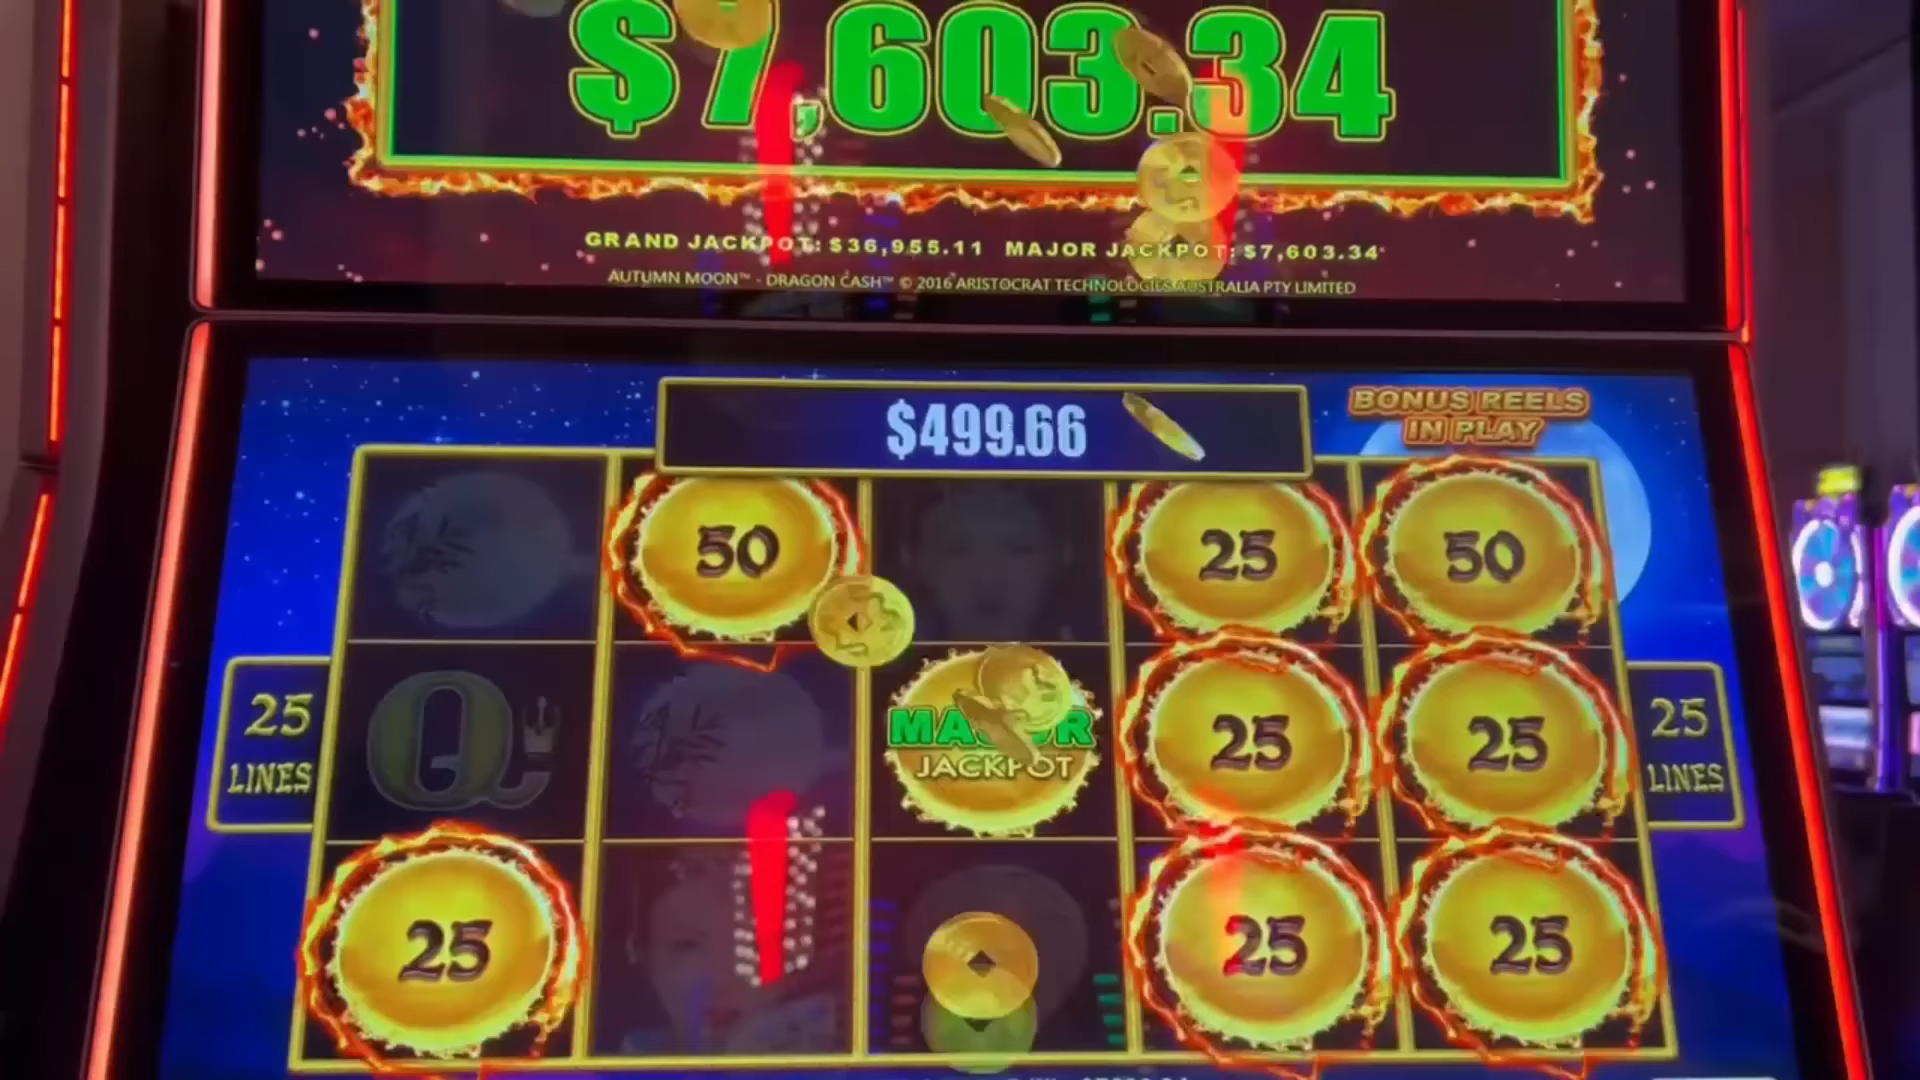 $7,603.34
GRAND JACKPOT: $36,955.11 MAJOR JACKPOT: $7,603.34
AUTUMN MOON™ - DRAGON CASH™ © 2016 ARISTOCRAT TECHNOLOGIES AUSTRALIA PTY LIMITED
$499.66
BONUS REELS
IN PLAY
50
25
50
25
LINES
Q
MAJOR
JACKPOT
25
25
25
LINES
25
25
25